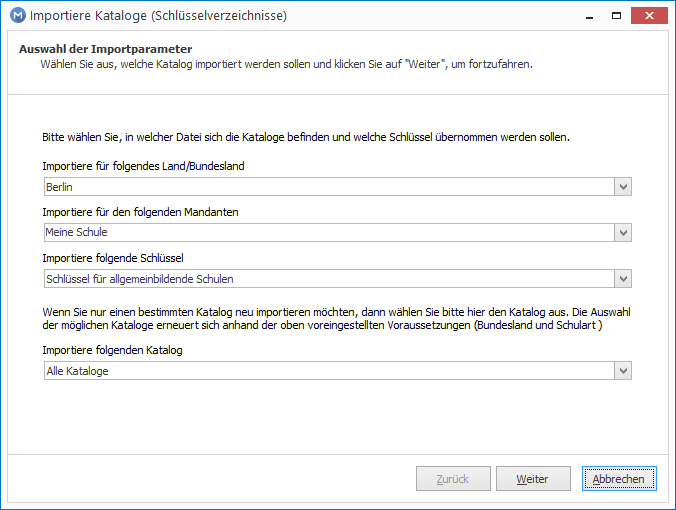 M Importiere Kataloge (Schlüsselverzeichnisse)
Auswahl der Importparameter
Wählen Sie aus, welche Katalog importiert werden sollen und klicken Sie auf "Weiter", um fortzufahren.
Bitte wählen Sie, in welcher Datei sich die Kataloge befinden und welche Schlüssel übernommen werden sollen.
Importiere für folgendes Land/Bundesland
Berlin
Importiere für den folgenden Mandanten
Meine Schule
Importiere folgende Schlüssel
Schlüssel für allgemeinbildende Schulen
Wenn Sie nur einen bestimmten Katalog neu importieren möchten, dann wählen Sie bitte hier den Katalog aus. Die Auswahl
der möglichen Kataloge erneuert sich anhand der oben voreingestellten Voraussetzungen (Bundesland und Schulart )
Importiere folgenden Katalog
Alle Kataloge
Zurück Weiter Abbrechen